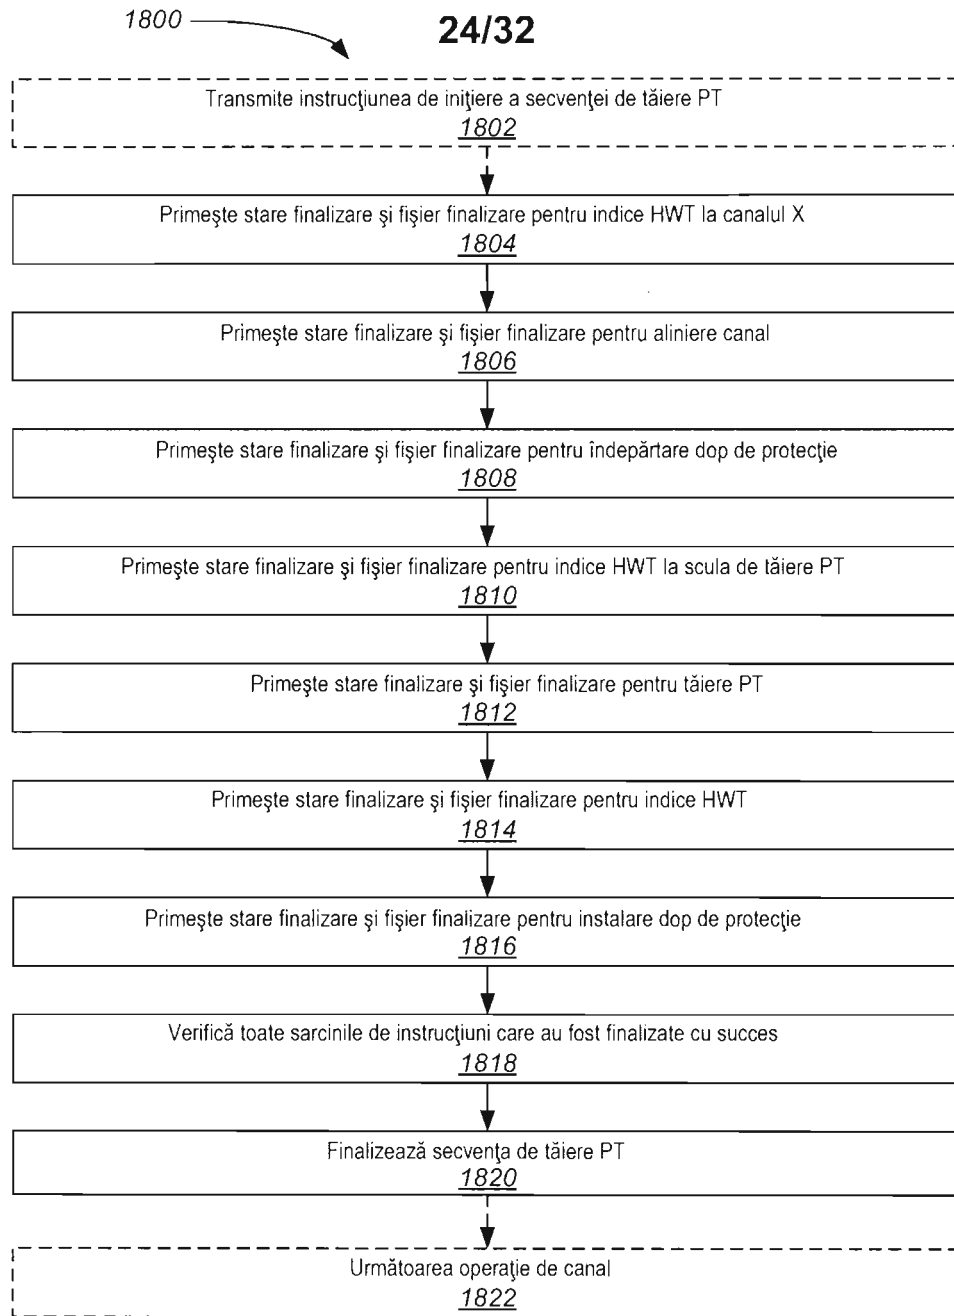 1800
24/32
Transmite instrucţiunea de iniţiere a secvenţei de tăiere PT
1802
Primeşte stare finalizare şi fişier finalizare pentru indice HWT la canalul X
1804
Primeşte stare finalizare şi fişier finalizare pentru aliniere canal
1806
Primeşte stare finalizare şi fişier finalizare pentru îndepărtare dop de protecţie
1808
Primeşte stare finalizare şi fişier finalizare pentru indice HWT la scula de tăiere PT
1810
Primeşte stare finalizare şi fişier finalizare pentru tăiere PT
1812
Primeşte stare finalizare şi fişier finalizare pentru indice HWT
1814
Primeşte stare finalizare şi fişier finalizare pentru instalare dop de protecţie
1816
Verifică toate sarcinile de instrucţiuni care au fost finalizate cu succes
1818
Finalizează secvenţa de tăiere PT
1820
Următoarea operaţie de canal
1822